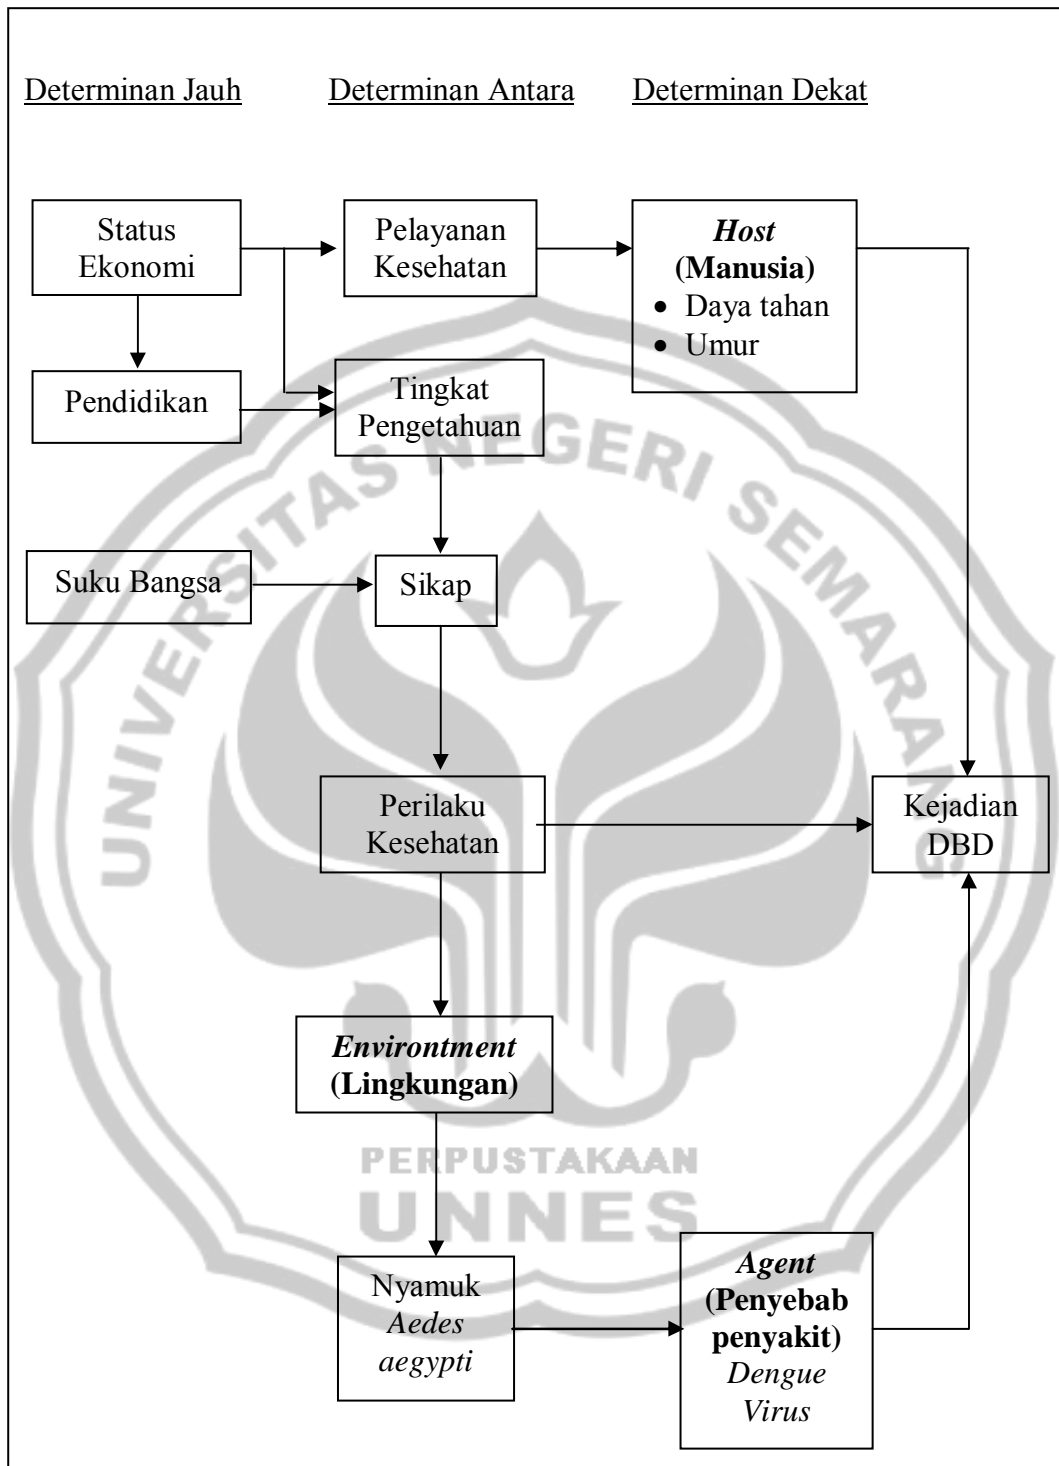 Determinan Jauh Determinan Antara Determinan Dekat
Status
Ekonomi
Pelayanan
Kesehatan
Host
(Manusia)
• Daya tahan
• Umur
Pendidikan
Tingkat
Pengetahuan
Suku Bangsa
Sikap
Perilaku
Kesehatan
Kejadian
DBD
Environtment
(Lingkungan)
Nyamuk
Aedes
aegypti
Agent
(Penyebab
penyakit)
Dengue
Virus
UNIVERSITAS NEGERI SEMARANG
PERPUSTAKAAN
UNNES